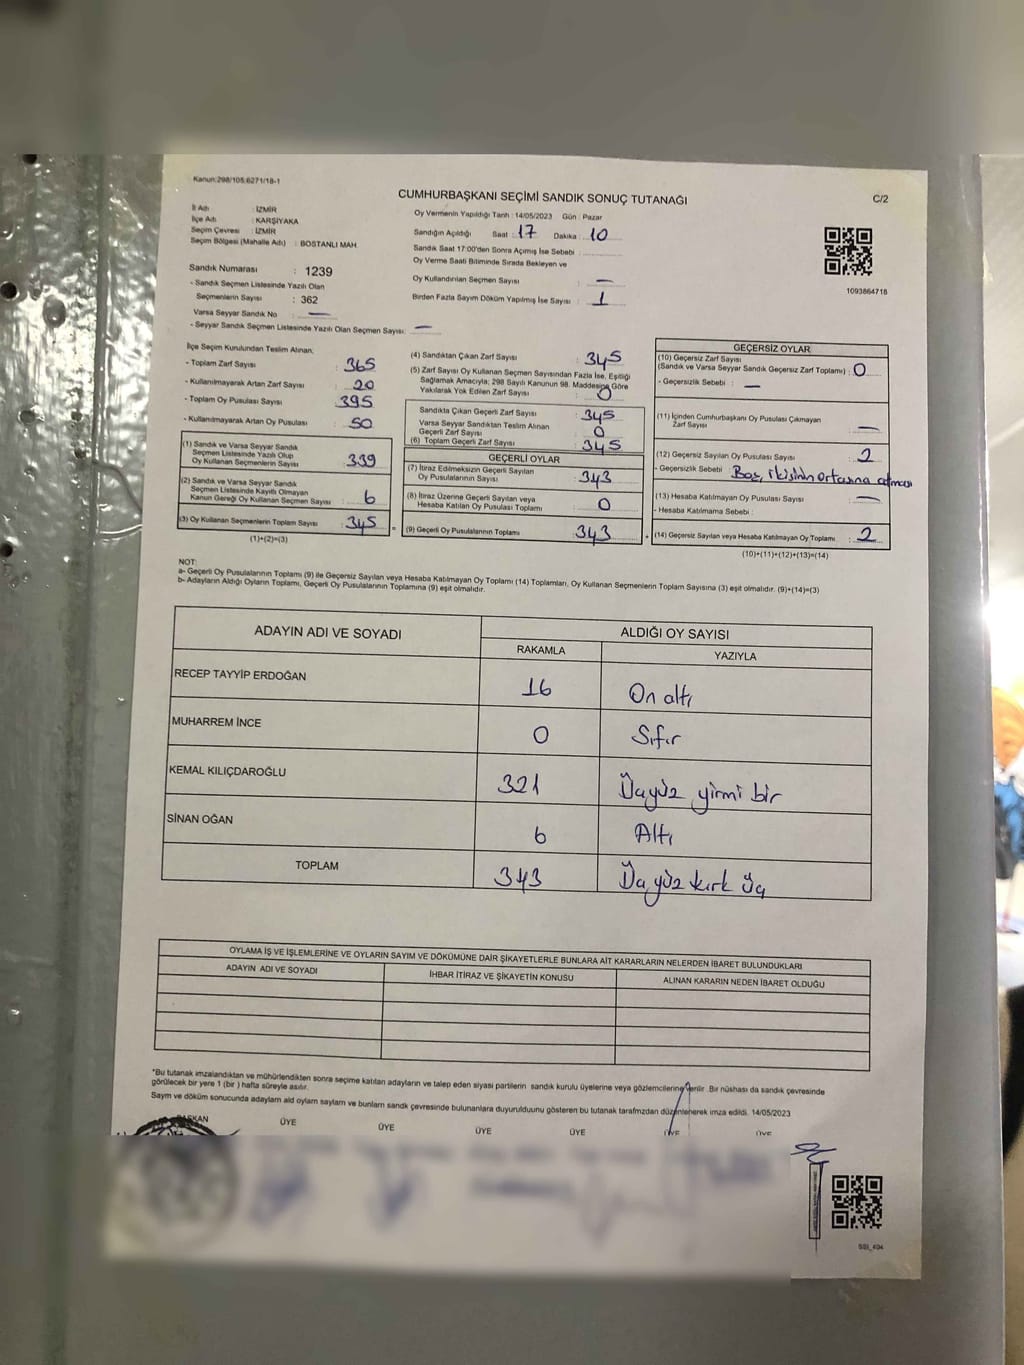 Kanun:298/105,6271/18-1
CUMHURBAŞKANI SEÇİMİ SANDIK SONUÇ TUTANAĞI
C/2
İl Adı : İZMİR
İlçe Adı : KARŞIYAKA
Seçim Çevresi : İZMİR
Seçim Bölgesi (Mahalle Adı) : BOSTANLI MAH.
Oy Vermenin Yapıldığı Tarih : 14/05/2023 Gün : Pazar
Sandığın Açıldığı Saat : 17 Dakika : 10
Sandık Saat 17:00'den Sonra Açılmış İse Sebebi :
Oy Verme Saati Bitiminde Sırada Bekleyen ve
Oy Kullandırılan Seçmen Sayısı : —
Birden Fazla Sayım Döküm Yapılmış İse Sayısı : 1
1093864718
Sandık Numarası : 1239
- Sandık Seçmen Listesinde Yazılı Olan
Seçmenlerin Sayısı : 362
Varsa Seyyar Sandık No : —
- Seyyar Sandık Seçmen Listesinde Yazılı Olan Seçmen Sayısı: —
İlçe Seçim Kurulundan Teslim Alınan;
- Toplam Zarf Sayısı : 365
- Kullanılmayarak Artan Zarf Sayısı : 20
- Toplam Oy Pusulası Sayısı : 395
- Kullanılmayarak Artan Oy Pusulası : 50
(1) Sandık ve Varsa Seyyar Sandık
Seçmen Listesinde Yazılı Olup
Oy Kullanan Seçmenlerin Sayısı : 339
(2) Sandık ve Varsa Seyyar Sandık
Seçmen Listesinde Kayıtlı Olmayan
Kanun Gereği Oy Kullanan Seçmen Sayısı : 6
(3) Oy Kullanan Seçmenlerin Toplam Sayısı : 345
(1)+(2)=(3)
(4) Sandıktan Çıkan Zarf Sayısı : 345
(5) Zarf Sayısı Oy Kullanan Seçmen Sayısından Fazla İse, Eşitliği
Sağlamak Amacıyla; 298 Sayılı Kanunun 98. Maddesine Göre
Yakılarak Yok Edilen Zarf Sayısı : 0
Sandıkta Çıkan Geçerli Zarf Sayısı : 345
Varsa Seyyar Sandıktan Teslim Alınan
Geçerli Zarf Sayısı : 0
(6) Toplam Geçerli Zarf Sayısı : 345
GEÇERLİ OYLAR
(7) İtiraz Edilmeksizin Geçerli Sayılan
Oy Pusulalarının Sayısı : 343
(8) İtiraz Üzerine Geçerli Sayılan veya
Hesaba Katılan Oy Pusulası Toplamı : 0
(9) Geçerli Oy Pusulalarının Toplamı : 343
GEÇERSİZ OYLAR
(10) Geçersiz Zarf Sayısı
(Sandık ve Varsa Seyyar Sandık Geçersiz Zarf Toplamı) : 0
- Geçersizlik Sebebi : —
(11) İçinden Cumhurbaşkanı Oy Pusulası Çıkmayan
Zarf Sayısı : —
(12) Geçersiz Sayılan Oy Pusulası Sayısı : 2
- Geçersizlik Sebebi : Boş, ikisinin ortasına atması
(13) Hesaba Katılmayan Oy Pusulası Sayısı : —
- Hesaba Katılmama Sebebi :
(14) Geçersiz Sayılan veya Hesaba Katılmayan Oy Toplamı : 2
(10)+(11)+(12)+(13)=(14)
NOT:
a- Geçerli Oy Pusulalarının Toplamı (9) ile Geçersiz Sayılan veya Hesaba Katılmayan Oy Toplamı (14) Toplamları, Oy Kullanan Seçmenlerin Toplam Sayısına (3) eşit olmalıdır. (9)+(14)=(3)
b- Adayların Aldığı Oyların Toplamı, Geçerli Oy Pusulalarının Toplamına (9) eşit olmalıdır.
ADAYIN ADI VE SOYADI ALDIĞI OY SAYISI
RAKAMLA YAZIYLA
RECEP TAYYİP ERDOĞAN 16 On altı
MUHARREM İNCE 0 Sıfır
KEMAL KILIÇDAROĞLU 321 Üçyüz yirmi bir
SİNAN OĞAN 6 Altı
TOPLAM 343 Üçyüz kırk üç
OYLAMA İŞ VE İŞLEMLERİNE VE OYLARIN SAYIM VE DÖKÜMÜNE DAİR ŞİKAYETLERLE BUNLARA AİT KARARLARIN NELERDEN İBARET BULUNDUKLARI
ADAYIN ADI VE SOYADI İHBAR İTİRAZ VE ŞİKAYETİN KONUSU ALINAN KARARIN NEDEN İBARET OLDUĞU
*Bu tutanak imzalandıktan ve mühürlendikten sonra seçime katılan adayların ve talep eden siyasi partilerin sandık kurulu üyelerine veya gözlemcilerine verilir. Bir nüshası da sandık çevresinde
görülecek bir yere 1 (bir ) hafta süreyle asılır.
Sayım ve döküm sonucunda adayların aldığı oyların sayıları ve bunların sandık çevresinde bulunanlara duyurulduğunu gösteren bu tutanak tarafımızdan düzenlenerek imza edildi. 14/05/2023
BAŞKAN ÜYE ÜYE ÜYE ÜYE ÜYE ÜYE